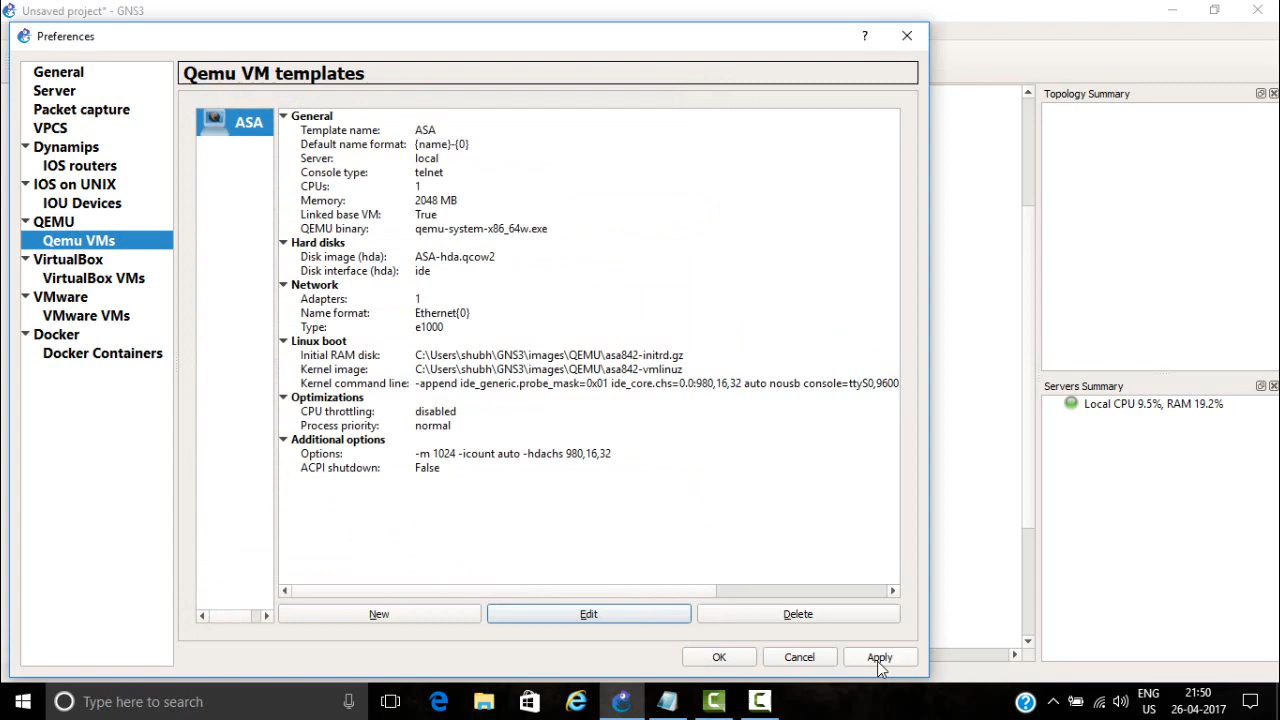 Unsaved project* - GNS3
Preferences
?
General
Server
Packet capture
VPCS
Dynamips
IOS routers
IOS on UNIX
IOU Devices
QEMU
Qemu VMs
VirtualBox
VirtualBox VMs
VMware
VMware VMs
Docker
Docker Containers
Qemu VM templates
ASA
General
Template name: ASA
Default name format: {name}-{0}
Server: local
Console type: telnet
CPUs: 1
Memory: 2048 MB
Linked base VM: True
QEMU binary: qemu-system-x86_64w.exe
Hard disks
Disk image (hda): ASA-hda.qcow2
Disk interface (hda): ide
Network
Adapters: 1
Name format: Ethernet{0}
Type: e1000
Linux boot
Initial RAM disk: C:\Users\shubh\GNS3\images\QEMU\asa842-initrd.gz
Kernel image: C:\Users\shubh\GNS3\images\QEMU\asa842-vmlinuz
Kernel command line: -append ide_generic.probe_mask=0x01 ide_core.chs=0.0:980,16,32 auto nousb console=ttyS0,9600
Optimizations
CPU throttling: disabled
Process priority: normal
Additional options
Options: -m 1024 -icount auto -hdachs 980,16,32
ACPI shutdown: False
New
Edit
Delete
OK
Cancel
Apply
Topology Summary
Servers Summary
Local CPU 9.5%, RAM 19.2%
Type here to search
ENG
US
21:50
26-04-2017